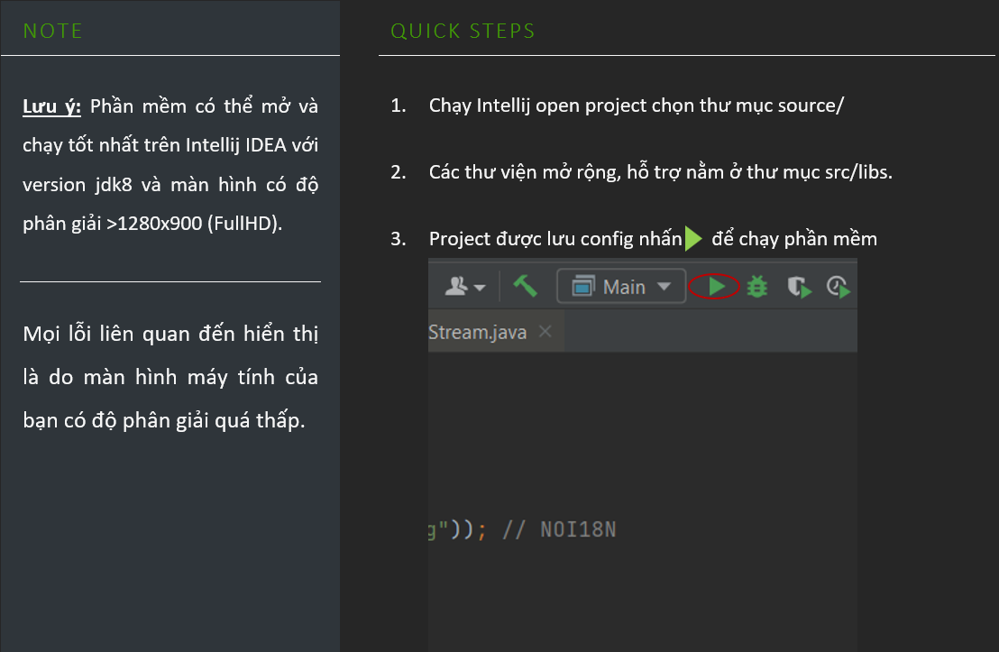 NOTE
Lưu ý: Phần mềm có thể mở và
chạy tốt nhất trên Intellij IDEA với
version jdk8 và màn hình có độ
phân giải >1280x900 (FullHD).
Mọi lỗi liên quan đến hiển thị
là do màn hình máy tính của
bạn có độ phân giải quá thấp.
QUICK STEPS
1. Chạy Intellij open project chọn thư mục source/
2. Các thư viện mở rộng, hỗ trợ nằm ở thư mục src/libs.
3. Project được lưu config nhấn để chạy phần mềm
Main
Stream.java
g")); // NOI18N